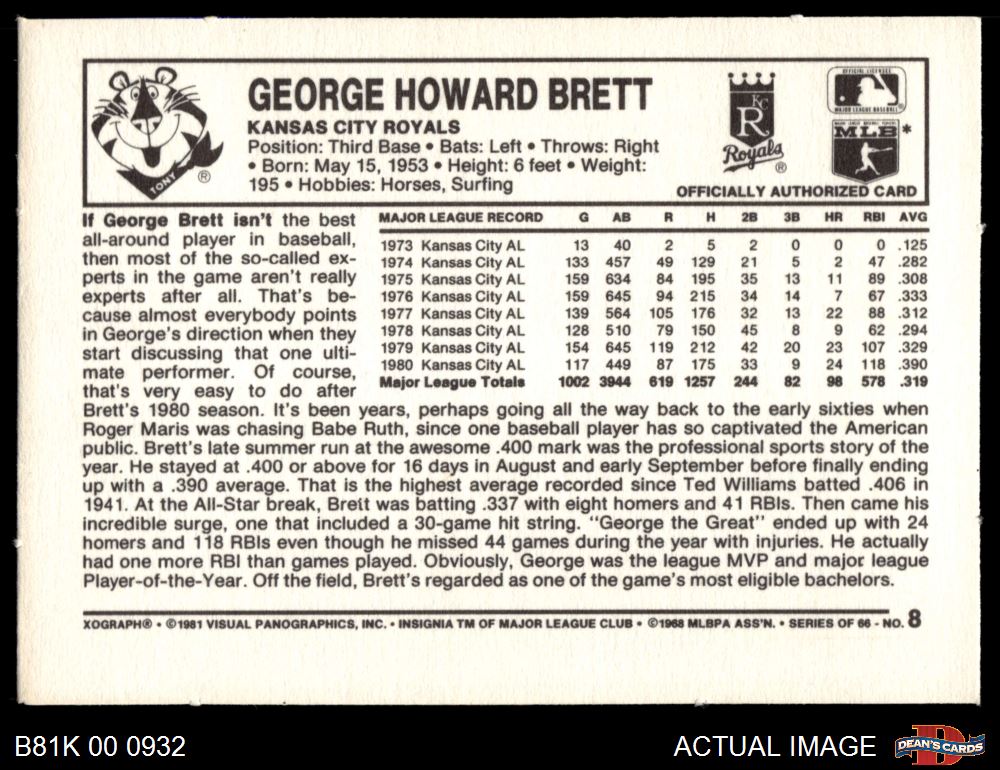 GEORGE HOWARD BRETT
KANSAS CITY ROYALS
Position: Third Base • Bats: Left • Throws: Right
• Born: May 15, 1953 • Height: 6 feet • Weight:
195 • Hobbies: Horses, Surfing
TONY ®
KC
R
Royals ®
OFFICIAL LICENSEE
MAJOR LEAGUE BASEBALL ®
MLB *
OFFICIALLY AUTHORIZED CARD
If George Brett isn't the best
all-around player in baseball,
then most of the so-called ex-
perts in the game aren't really
experts after all. That's be-
cause almost everybody points
in George's direction when they
start discussing that one ulti-
mate performer. Of course,
that's very easy to do after
MAJOR LEAGUE RECORD G AB R H 2B 3B HR RBI AVG
1973 Kansas City AL 13 40 2 5 2 0 0 0 .125
1974 Kansas City AL 133 457 49 129 21 5 2 47 .282
1975 Kansas City AL 159 634 84 195 35 13 11 89 .308
1976 Kansas City AL 159 645 94 215 34 14 7 67 .333
1977 Kansas City AL 139 564 105 176 32 13 22 88 .312
1978 Kansas City AL 128 510 79 150 45 8 9 62 .294
1979 Kansas City AL 154 645 119 212 42 20 23 107 .329
1980 Kansas City AL 117 449 87 175 33 9 24 118 .390
Major League Totals 1002 3944 619 1257 244 82 98 578 .319
Brett's 1980 season. It's been years, perhaps going all the way back to the early sixties when
Roger Maris was chasing Babe Ruth, since one baseball player has so captivated the American
public. Brett's late summer run at the awesome .400 mark was the professional sports story of the
year. He stayed at .400 or above for 16 days in August and early September before finally ending
up with a .390 average. That is the highest average recorded since Ted Williams batted .406 in
1941. At the All-Star break, Brett was batting .337 with eight homers and 41 RBIs. Then came his
incredible surge, one that included a 30-game hit string. "George the Great" ended up with 24
homers and 118 RBIs even though he missed 44 games during the year with injuries. He actually
had one more RBI than games played. Obviously, George was the league MVP and major league
Player-of-the-Year. Off the field, Brett's regarded as one of the game's most eligible bachelors.
XOGRAPH® • ©1981 VISUAL PANOGRAPHICS, INC. • INSIGNIA TM OF MAJOR LEAGUE CLUB • ©1968 MLBPA ASS'N. • SERIES OF 66 - NO. 8
B81K 00 0932
ACTUAL IMAGE
D
DEAN'S CARDS